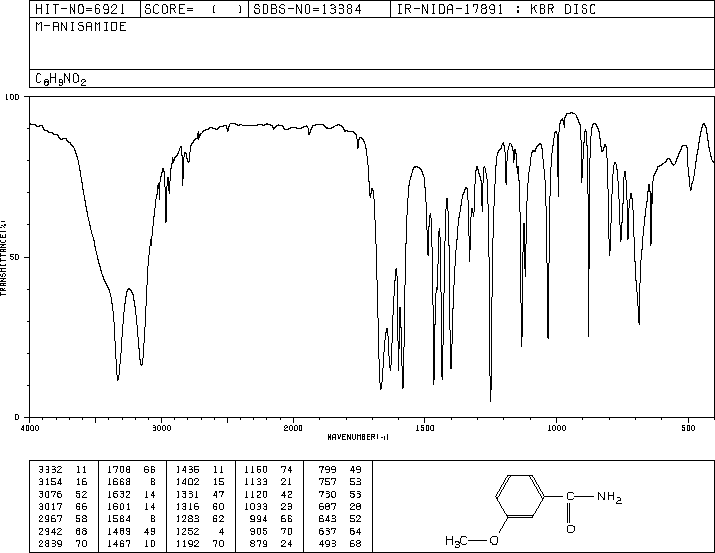 HIT-NO=6921 SCORE= ( ) SDBS-NO=13384 IR-NIDA-17891 : KBR DISC
M-ANISAMIDE
C8H9NO2
100
50
0
TRANSMITTANCE(%)
4000 3000 2000 1500 1000 500
WAVENUMBER(-1)
3332 11 1708 66 1436 11 1160 74 799 49
3154 16 1668 8 1402 15 1133 21 757 53
3076 52 1632 14 1331 47 1120 42 730 53
3017 66 1601 14 1316 60 1033 23 687 28
2967 58 1584 8 1283 62 994 66 643 52
2942 68 1489 49 1252 4 905 70 637 64
2839 70 1467 10 1192 70 879 24 493 68
C NH2
O
H3C O